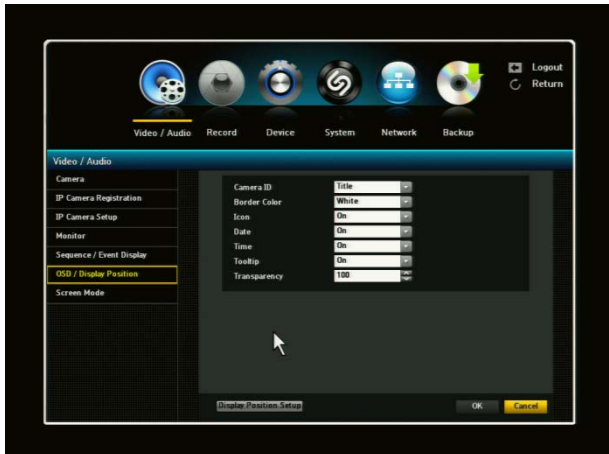 Logout
Return
Video / Audio Record Device System Network Backup
Video / Audio
Camera
IP Camera Registration
IP Camera Setup
Monitor
Sequence / Event Display
OSD / Display Position
Screen Mode
Camera ID Title
Border Color White
Icon On
Date On
Time On
Tooltip On
Transparency 100
Display Position Setup OK Cancel